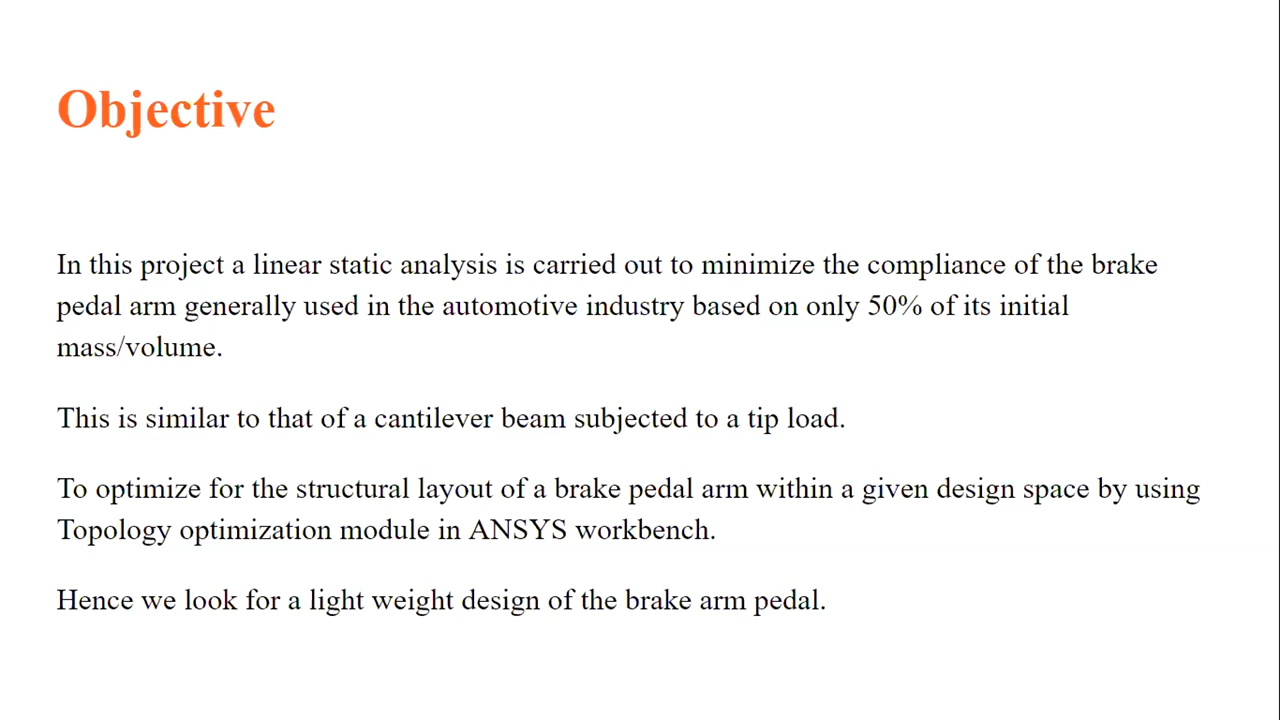 Objective
In this project a linear static analysis is carried out to minimize the compliance of the brake
pedal arm generally used in the automotive industry based on only 50% of its initial
mass/volume.
This is similar to that of a cantilever beam subjected to a tip load.
To optimize for the structural layout of a brake pedal arm within a given design space by using
Topology optimization module in ANSYS workbench.
Hence we look for a light weight design of the brake arm pedal.